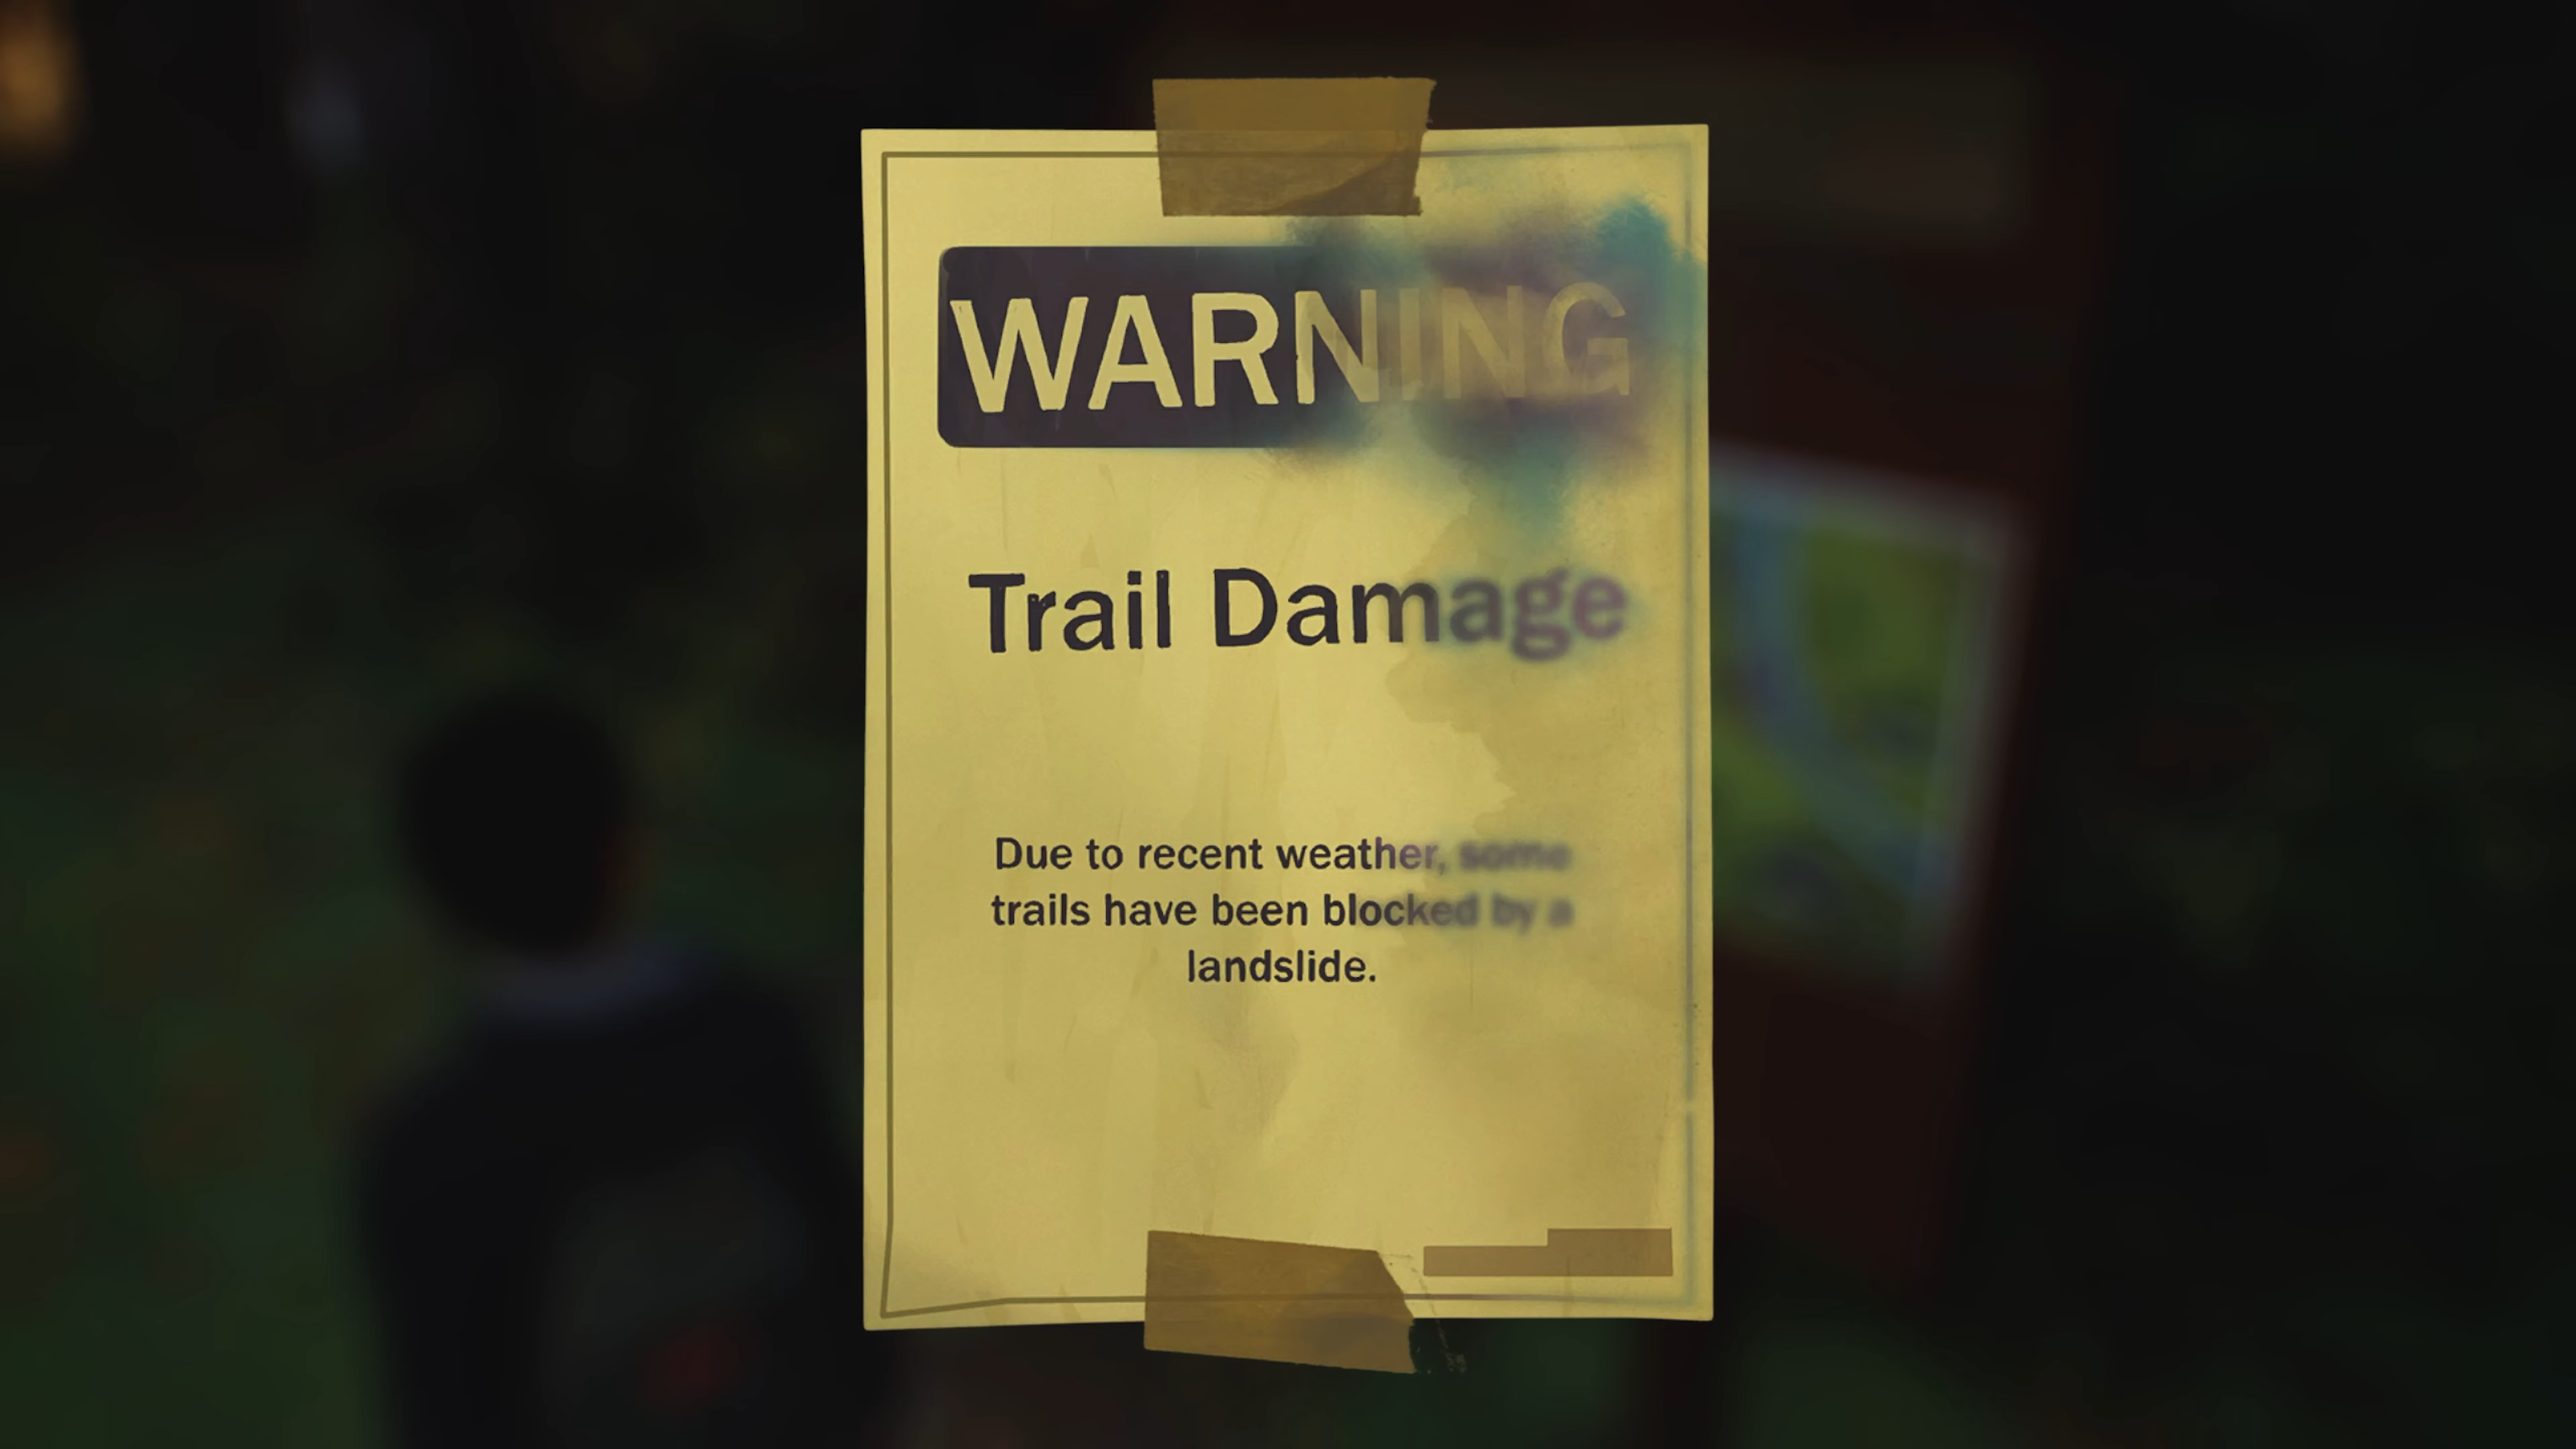 WARNING
Trail Damage
Due to recent weather, some
trails have been blocked by a
landslide.